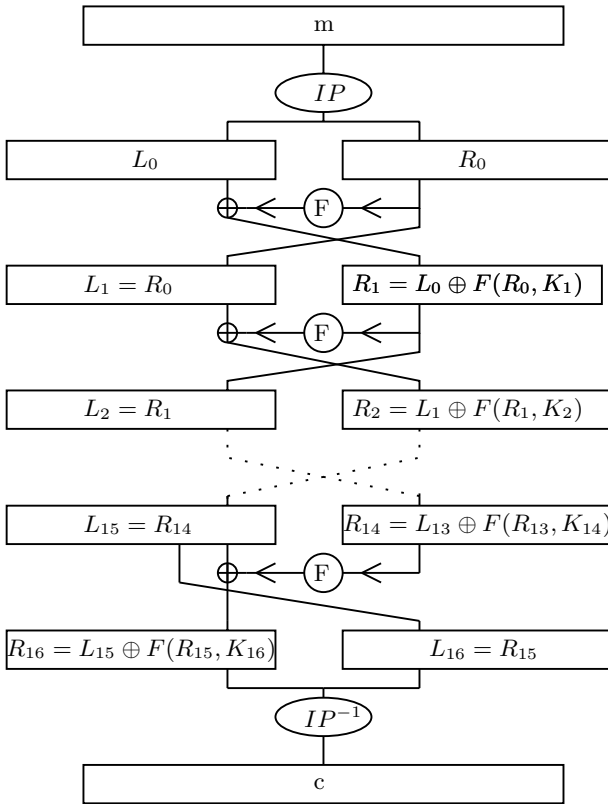 m
IP
L₀
R₀
⊕ F
L₁ = R₀
R₁ = L₀ ⊕ F(R₀, K₁)
⊕ F
L₂ = R₁
R₂ = L₁ ⊕ F(R₁, K₂)
L₁₅ = R₁₄
R₁₄ = L₁₃ ⊕ F(R₁₃, K₁₄)
⊕ F
R₁₆ = L₁₅ ⊕ F(R₁₅, K₁₆)
L₁₆ = R₁₅
IP⁻¹
c